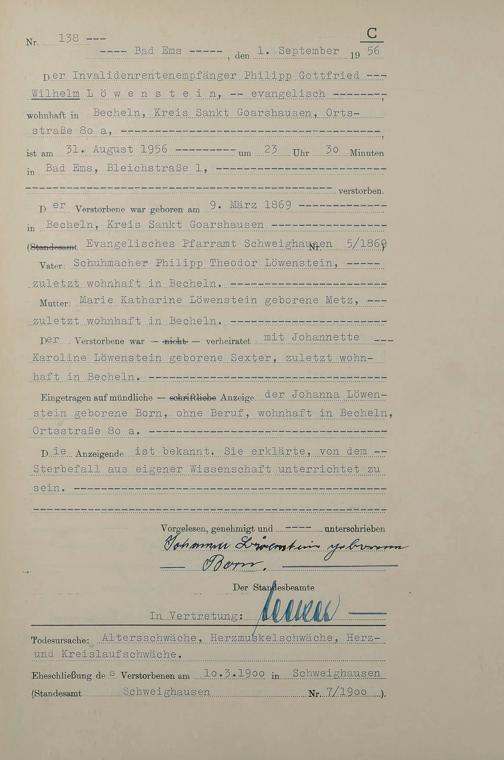 C
Nr. 138 ---
---- Bad Ems -----, den 1. September 1956
Der Invalidenrentenempfänger Philipp Gottfried ---
Wilhelm L ö w e n s t e i n, -- evangelisch -------,
wohnhaft in Becheln, Kreis Sankt Goarshausen, Orts-
straße 80 a, ---------------------------------,
ist am 31. August 1956 ---------- um 23 Uhr 30 Minuten
in Bad Ems, Bleichstraße 1, ----------------------
---------------------------------------- verstorben.
Der Verstorbene war geboren am 9. März 1869 -------------
in Becheln, Kreis Sankt Goarshausen ----------------
(Standesamt Evangelisches Pfarramt Schweighausen Nr. 5/1869)
Vater: Schuhmacher Philipp Theodor Löwenstein, -----
zuletzt wohnhaft in Becheln. ----------------------
Mutter: Marie Katharine Löwenstein geborene Metz, ---
zuletzt wohnhaft in Becheln. ----------------------
Der Verstorbene war — nicht — verheiratet mit Johannette ---
Karoline Löwenstein geborene Sexter, zuletzt wohn-
haft in Becheln. ---------------------------------
Eingetragen auf mündliche — schriftliche Anzeige der Johanna Löwen-
stein geborene Born, ohne Beruf, wohnhaft in Becheln,
Ortsstraße 80 a. ---------------------------------
Die Anzeigende ist bekannt. Sie erklärte, von dem --
Sterbefall aus eigener Wissenschaft unterrichtet zu
sein. --------------------------------------------
--------------------------------------------------
Vorgelesen, genehmigt und ---- unterschrieben
Johanna Löwenstein geborene
Born.
Der Standesbeamte
In Vertretung:
Todesursache: Altersschwäche, Herzmuskelschwäche, Herz-
und Kreislaufschwäche.
Eheschließung des Verstorbenen am 10.3.1900 in Schweighausen
(Standesamt Schweighausen Nr. 7/1900 ).